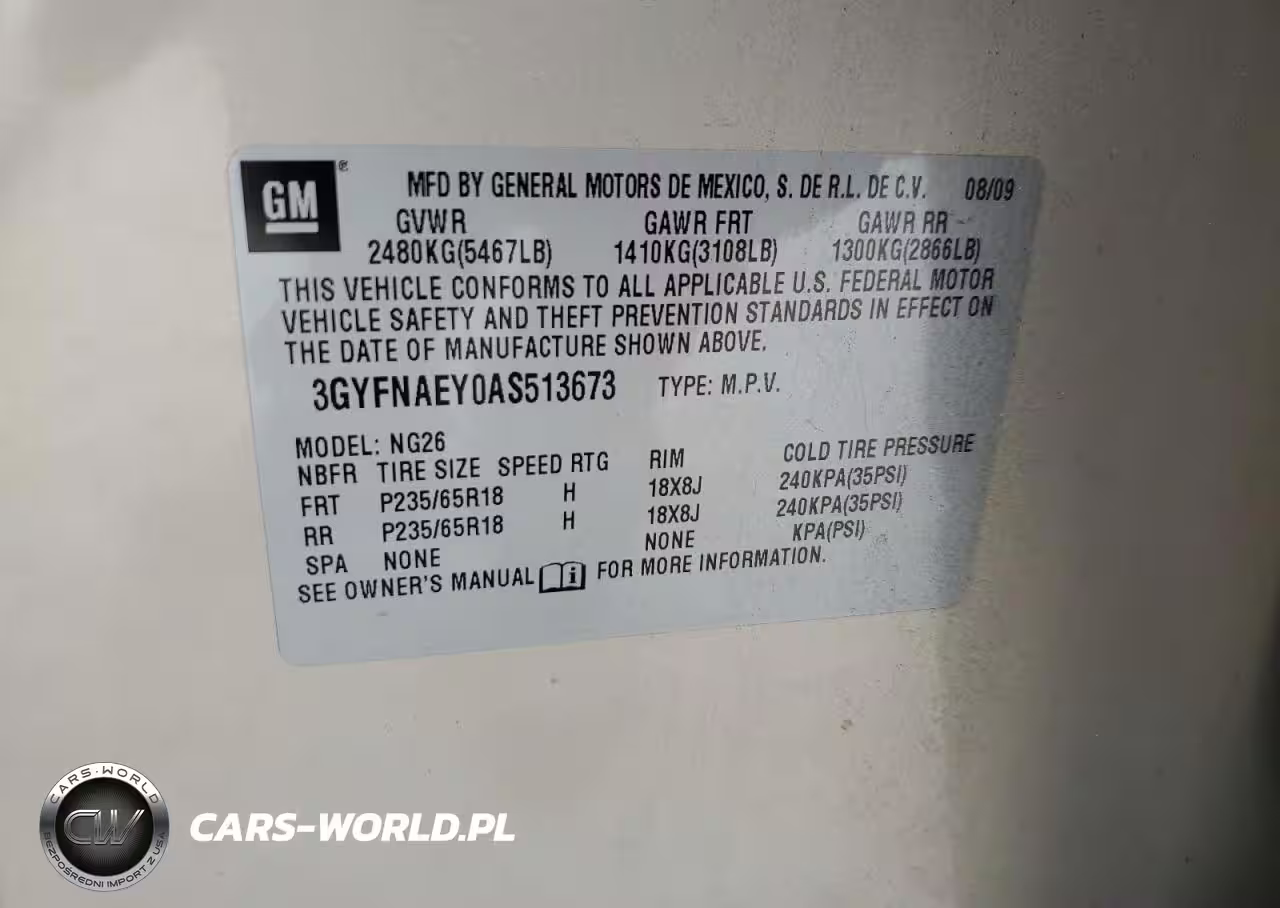 GM ®
MFD BY GENERAL MOTORS DE MEXICO, S. DE R.L. DE C.V. 08/09
GVWR GAWR FRT GAWR RR
2480KG(5467LB) 1410KG(3108LB) 1300KG(2866LB)
THIS VEHICLE CONFORMS TO ALL APPLICABLE U.S. FEDERAL MOTOR
VEHICLE SAFETY AND THEFT PREVENTION STANDARDS IN EFFECT ON
THE DATE OF MANUFACTURE SHOWN ABOVE.
3GYFNAEY0AS513673 TYPE: M.P.V.
MODEL: NG26
NBFR TIRE SIZE SPEED RTG RIM COLD TIRE PRESSURE
FRT P235/65R18 H 18X8J 240KPA(35PSI)
RR P235/65R18 H 18X8J 240KPA(35PSI)
SPA NONE NONE KPA(PSI)
SEE OWNER'S MANUAL i FOR MORE INFORMATION.
CARS-WORLD
CW
BEZPOŚREDNI IMPORT Z USA
CARS-WORLD.PL